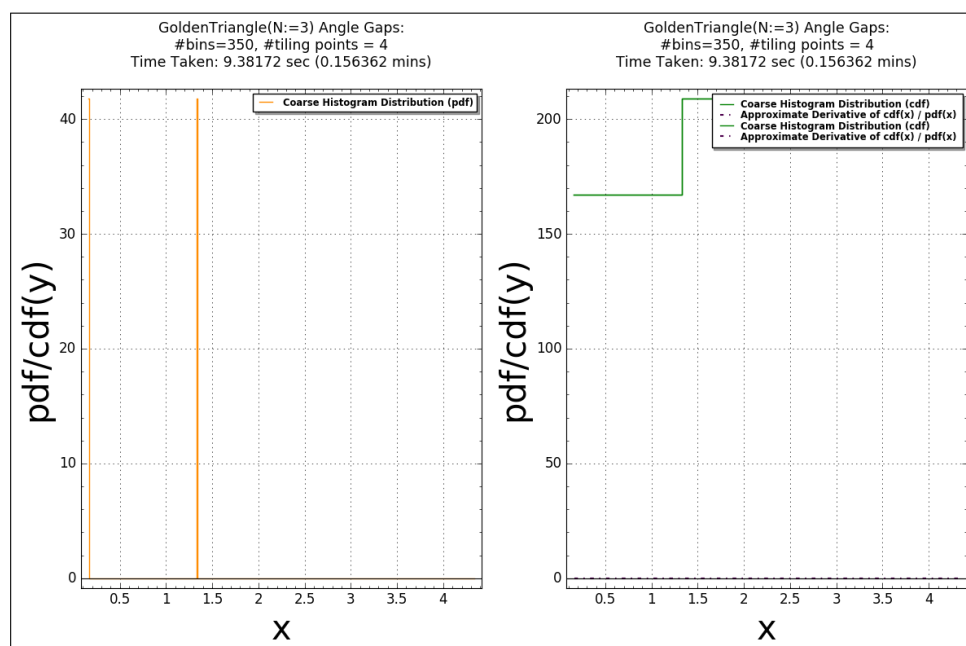 GoldenTriangle(N:=3) Angle Gaps:
#bins=350, #tiling points = 4
Time Taken: 9.38172 sec (0.156362 mins)
Coarse Histogram Distribution (pdf)
40
30
20
10
0
pdf/cdf(y)
0.5 1 1.5 2 2.5 3 3.5 4
x
GoldenTriangle(N:=3) Angle Gaps:
#bins=350, #tiling points = 4
Time Taken: 9.38172 sec (0.156362 mins)
Coarse Histogram Distribution (cdf)
Approximate Derivative of cdf(x) / pdf(x)
Coarse Histogram Distribution (cdf)
Approximate Derivative of cdf(x) / pdf(x)
200
150
100
50
0
pdf/cdf(y)
0.5 1 1.5 2 2.5 3 3.5 4
x